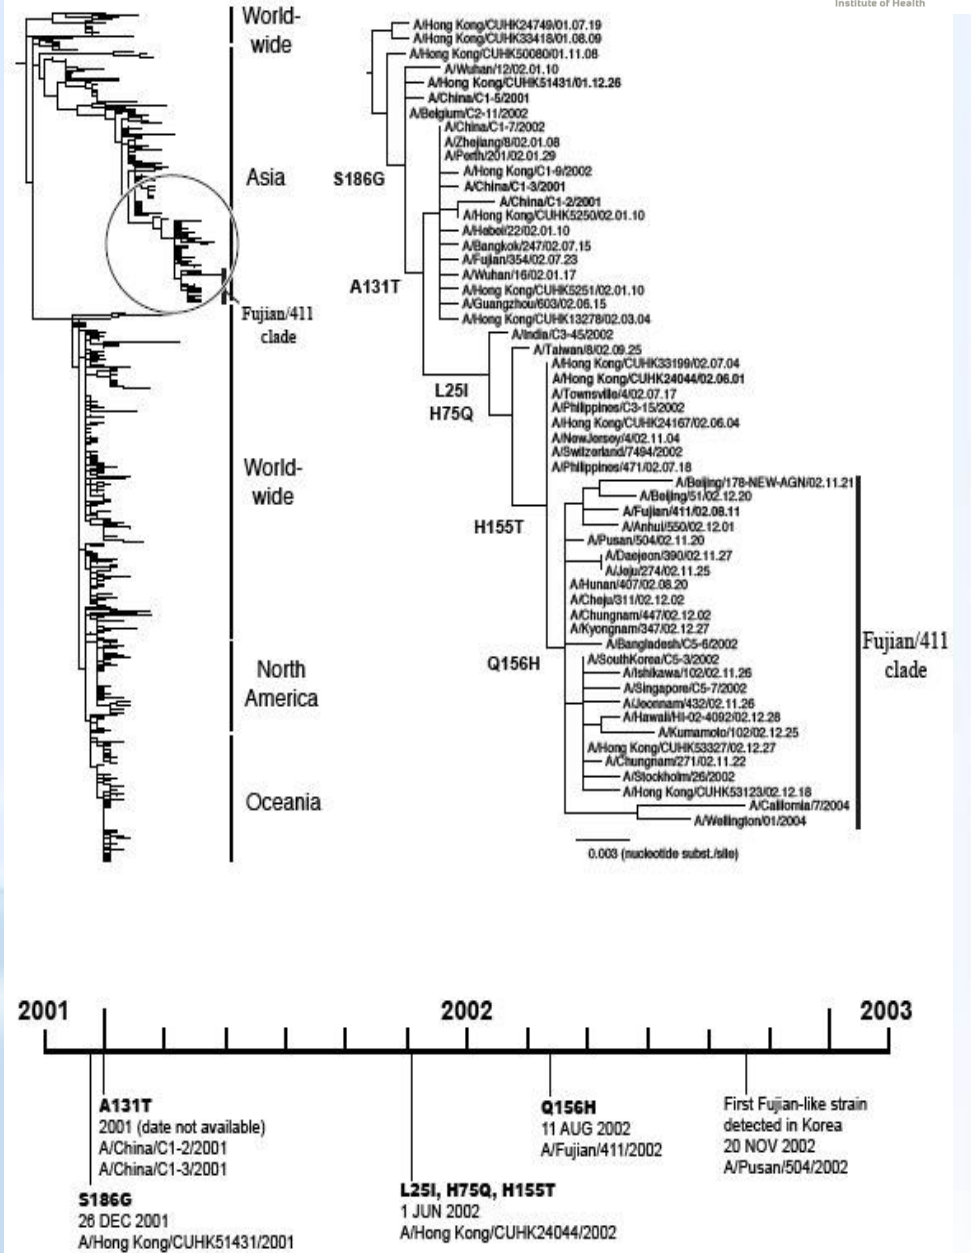 Institute of Health
World-
wide
Asia
Fujian/411
clade
World-
wide
North
America
Oceania
A/Hong Kong/CUHK24749/01.07.19
A/Hong Kong/CUHK33418/01.08.09
A/Hong Kong/CUHK50080/01.11.08
A/Wuhan/12/02.01.10
A/Hong Kong/CUHK51431/01.12.26
A/China/C1-5/2001
A/Belgium/C2-11/2002
A/China/C1-7/2002
A/Zhejiang/8/02.01.08
A/Perth/201/02.01.29
A/Hong Kong/C1-9/2002
S186G
A/China/C1-3/2001
A/China/C1-2/2001
A/Hong Kong/CUHK5250/02.01.10
A/Hebei/22/02.01.10
A/Bangkok/247/02.07.15
A/Fujian/354/02.07.23
A/Wuhan/16/02.01.17
A131T
A/Hong Kong/CUHK5251/02.01.10
A/Guangzhou/603/02.06.15
A/Hong Kong/CUHK13278/02.03.04
A/India/C3-45/2002
A/Taiwan/8/02.09.25
A/Hong Kong/CUHK33199/02.07.04
A/Hong Kong/CUHK24044/02.06.01
L25I
H75Q
A/Townsville/4/02.07.17
A/Philippines/C3-15/2002
A/Hong Kong/CUHK24167/02.06.04
A/NewJersey/4/02.11.04
A/Switzerland/7494/2002
A/Philippines/471/02.07.18
A/Beijing/178-NEW-AGN/02.11.21
A/Beijing/51/02.12.20
A/Fujian/411/02.08.11
H155T
A/Anhui/550/02.12.01
A/Pusan/504/02.11.20
A/Daejeon/390/02.11.27
A/Jeju/274/02.11.25
A/Hunan/407/02.08.20
A/Cheju/311/02.12.02
A/Chungnam/447/02.12.02
A/Kyongnam/347/02.12.27
A/Bangladesh/C5-6/2002
Q156H
A/SouthKorea/C5-3/2002
A/Ishikawa/102/02.11.26
A/Singapore/C5-7/2002
A/Jeonnam/432/02.11.26
A/Hawaii/HI-02-4092/02.12.28
A/Kumamoto/102/02.12.25
A/Hong Kong/CUHK53327/02.12.27
A/Chungnam/271/02.11.22
A/Stockholm/26/2002
A/Hong Kong/CUHK53123/02.12.18
A/California/7/2004
A/Wellington/01/2004
Fujian/411
clade
0.003 (nucleotide subst./site)
2001
2002
2003
A131T
2001 (date not available)
A/China/C1-2/2001
A/China/C1-3/2001
S186G
26 DEC 2001
A/Hong Kong/CUHK51431/2001
L25I, H75Q, H155T
1 JUN 2002
A/Hong Kong/CUHK24044/2002
Q156H
11 AUG 2002
A/Fujian/411/2002
First Fujian-like strain
detected in Korea
20 NOV 2002
A/Pusan/504/2002